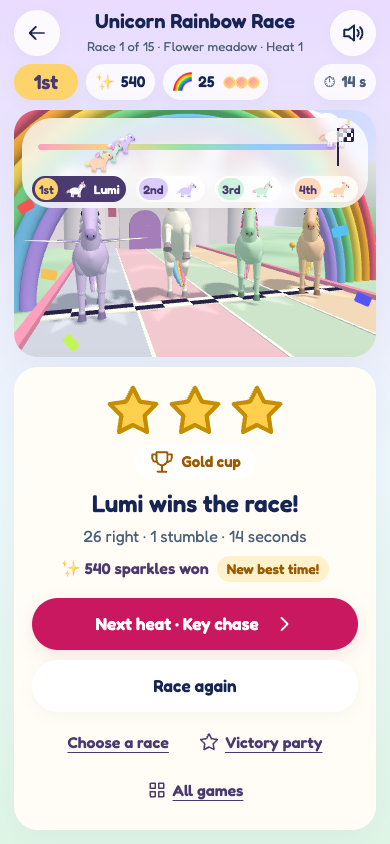 Unicorn Rainbow Race
Race 1 of 15 · Flower meadow · Heat 1
1st
540
25
14 s
1st Lumi 2nd 3rd 4th
Gold cup
Lumi wins the race!
26 right · 1 stumble · 14 seconds
540 sparkles won New best time!
Next heat · Key chase
Race again
Choose a race Victory party
All games